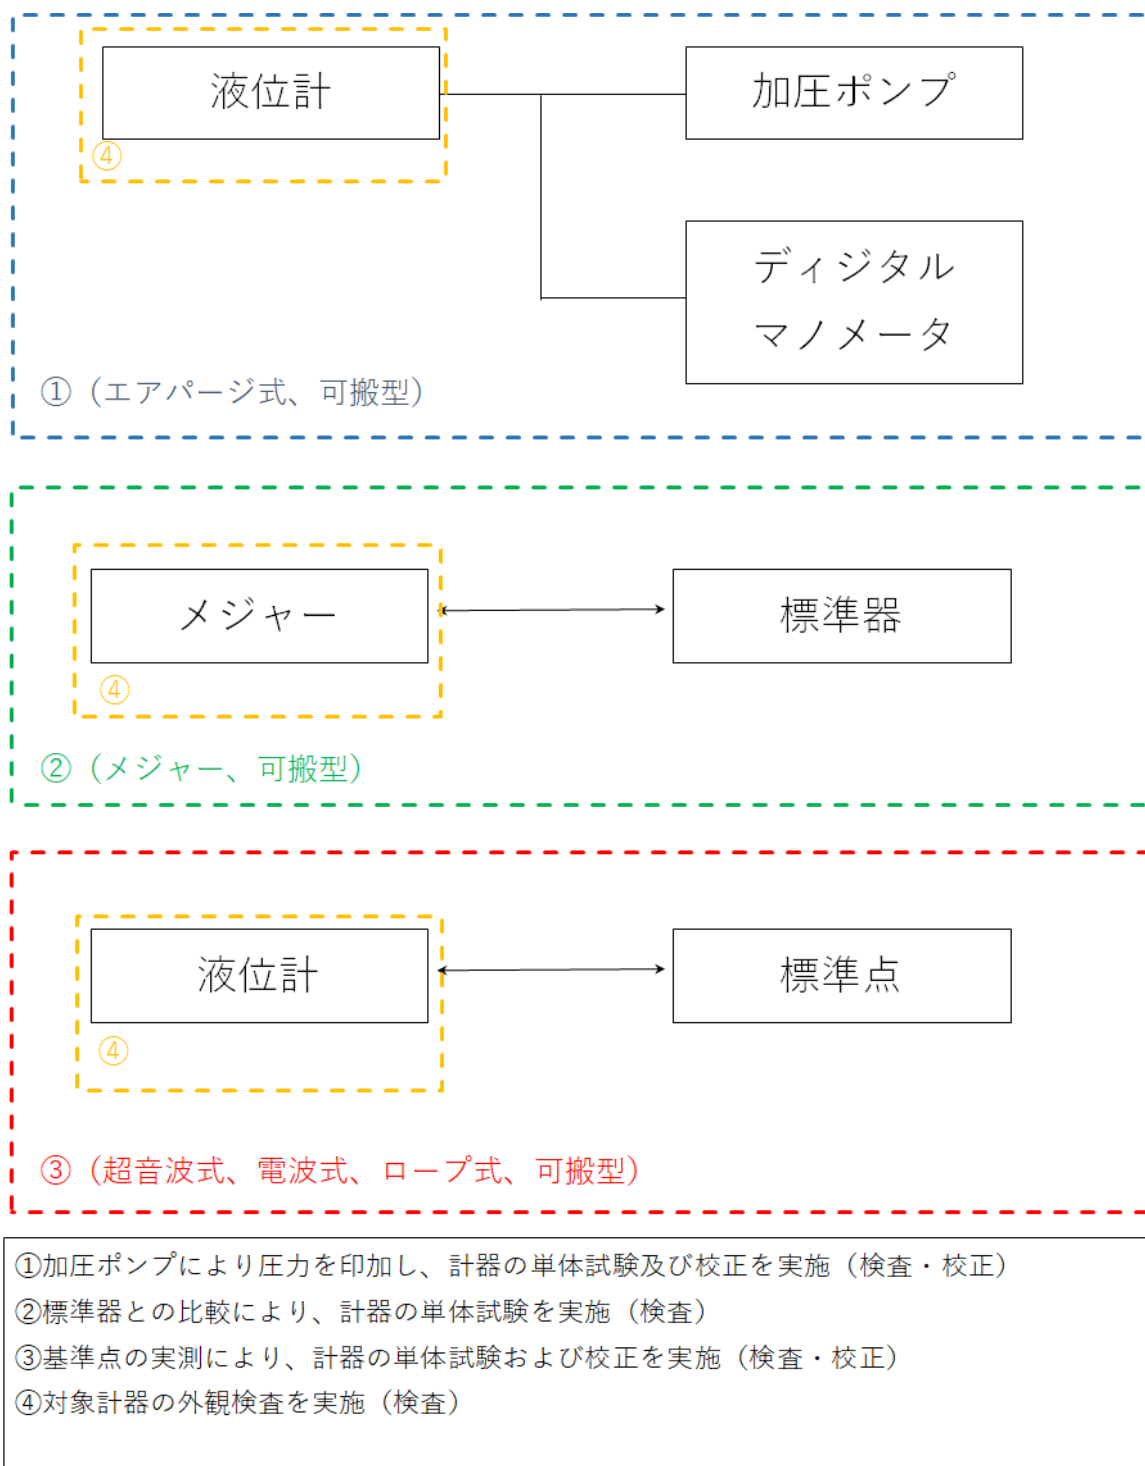 液位計
加圧ポンプ
④
ディジタル
マノメータ
①（エアパージ式、可搬型）
メジャー
標準器
④
②（メジャー、可搬型）
液位計
標準点
④
③（超音波式、電波式、ロープ式、可搬型）
①加圧ポンプにより圧力を印加し、計器の単体試験及び校正を実施（検査・校正）
②標準器との比較により、計器の単体試験を実施（検査）
③基準点の実測により、計器の単体試験および校正を実施（検査・校正）
④対象計器の外観検査を実施（検査）